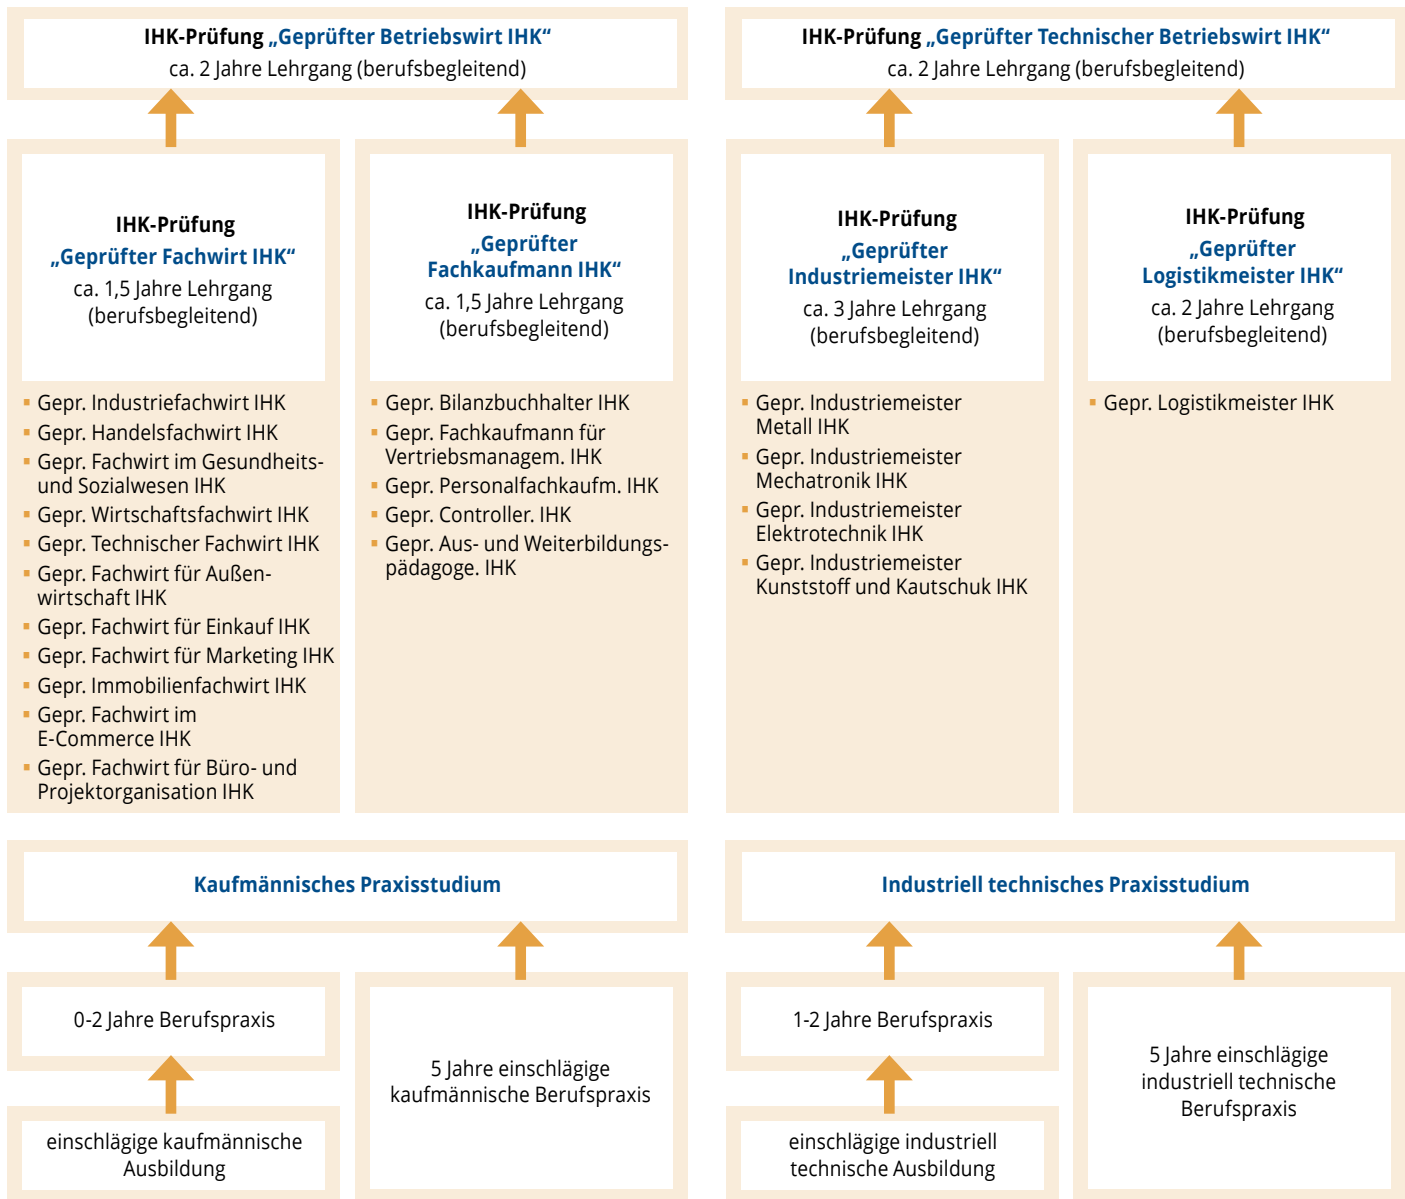 IHK-Prüfung „Geprüfter Betriebswirt IHK“
ca. 2 Jahre Lehrgang (berufsbegleitend)
IHK-Prüfung „Geprüfter Technischer Betriebswirt IHK“
ca. 2 Jahre Lehrgang (berufsbegleitend)
IHK-Prüfung
„Geprüfter Fachwirt IHK“
ca. 1,5 Jahre Lehrgang
(berufsbegleitend)
▪ Gepr. Industriefachwirt IHK
▪ Gepr. Handelsfachwirt IHK
▪ Gepr. Fachwirt im Gesundheits-
und Sozialwesen IHK
▪ Gepr. Wirtschaftsfachwirt IHK
▪ Gepr. Technischer Fachwirt IHK
▪ Gepr. Fachwirt für Außen-
wirtschaft IHK
▪ Gepr. Fachwirt für Einkauf IHK
▪ Gepr. Fachwirt für Marketing IHK
▪ Gepr. Immobilienfachwirt IHK
▪ Gepr. Fachwirt im
E-Commerce IHK
▪ Gepr. Fachwirt für Büro- und
Projektorganisation IHK
IHK-Prüfung
„Geprüfter
Fachkaufmann IHK“
ca. 1,5 Jahre Lehrgang
(berufsbegleitend)
▪ Gepr. Bilanzbuchhalter IHK
▪ Gepr. Fachkaufmann für
Vertriebsmanagem. IHK
▪ Gepr. Personalfachkaufm. IHK
▪ Gepr. Controller. IHK
▪ Gepr. Aus- und Weiterbildungs-
pädagoge. IHK
IHK-Prüfung
„Geprüfter
Industriemeister IHK“
ca. 3 Jahre Lehrgang
(berufsbegleitend)
▪ Gepr. Industriemeister
Metall IHK
▪ Gepr. Industriemeister
Mechatronik IHK
▪ Gepr. Industriemeister
Elektrotechnik IHK
▪ Gepr. Industriemeister
Kunststoff und Kautschuk IHK
IHK-Prüfung
„Geprüfter
Logistikmeister IHK“
ca. 2 Jahre Lehrgang
(berufsbegleitend)
▪ Gepr. Logistikmeister IHK
Kaufmännisches Praxisstudium
0-2 Jahre Berufspraxis
einschlägige kaufmännische
Ausbildung
5 Jahre einschlägige
kaufmännische Berufspraxis
Industriell technisches Praxisstudium
1-2 Jahre Berufspraxis
einschlägige industriell
technische Ausbildung
5 Jahre einschlägige
industriell technische
Berufspraxis